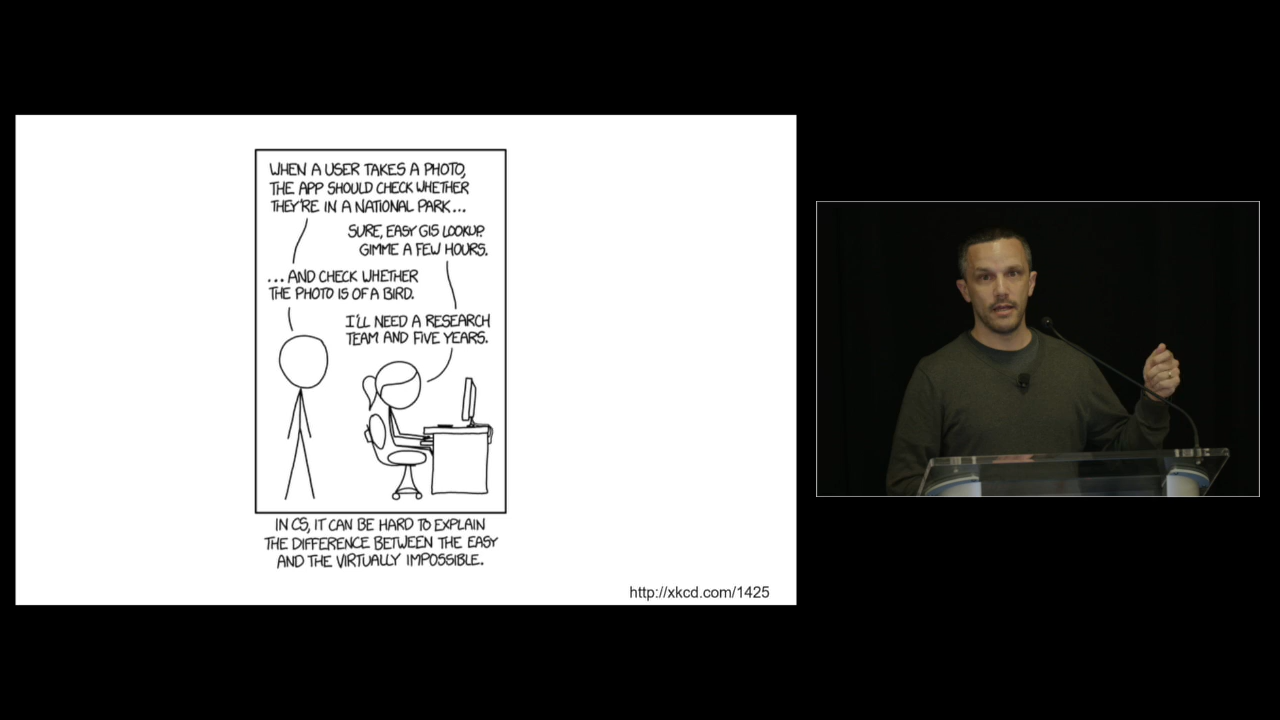 WHEN A USER TAKES A PHOTO,
THE APP SHOULD CHECK WHETHER
THEY'RE IN A NATIONAL PARK...
SURE, EASY GIS LOOKUP.
GIMME A FEW HOURS.
...AND CHECK WHETHER
THE PHOTO IS OF A BIRD.
I'LL NEED A RESEARCH
TEAM AND FIVE YEARS.
IN CS, IT CAN BE HARD TO EXPLAIN
THE DIFFERENCE BETWEEN THE EASY
AND THE VIRTUALLY IMPOSSIBLE.
http://xkcd.com/1425